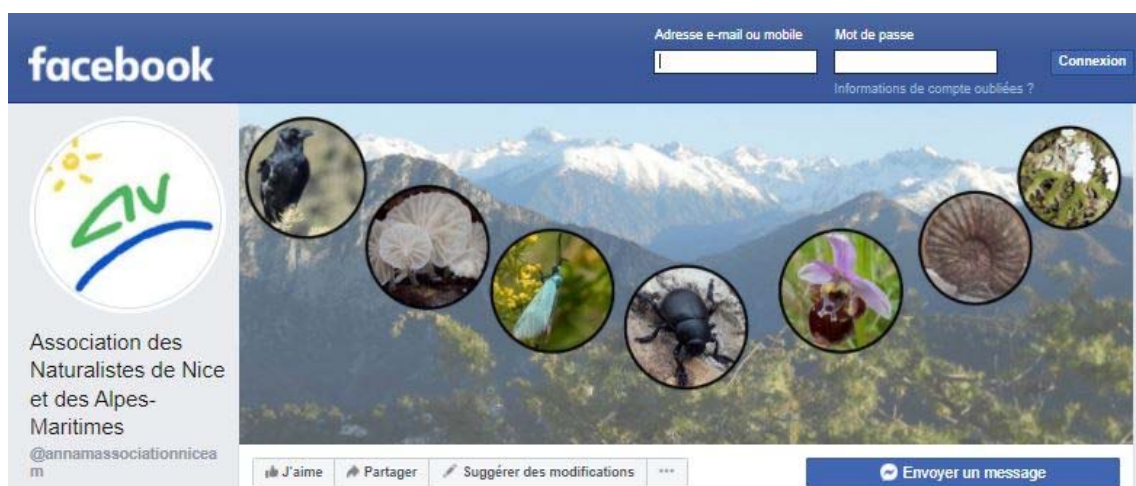 facebook
Adresse e-mail ou mobile
Mot de passe
Connexion
Informations de compte oubliées ?
Association des
Naturalistes de Nice
et des Alpes-
Maritimes
@annamassociationnicea
m
J'aime
Partager
Suggérer des modifications
Envoyer un message